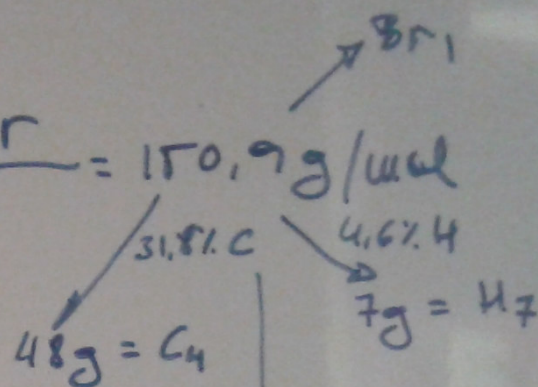 Br₁
r = 150,9 g/mol
31,8% C
4,6% H
7g = H₇
48g = C₄